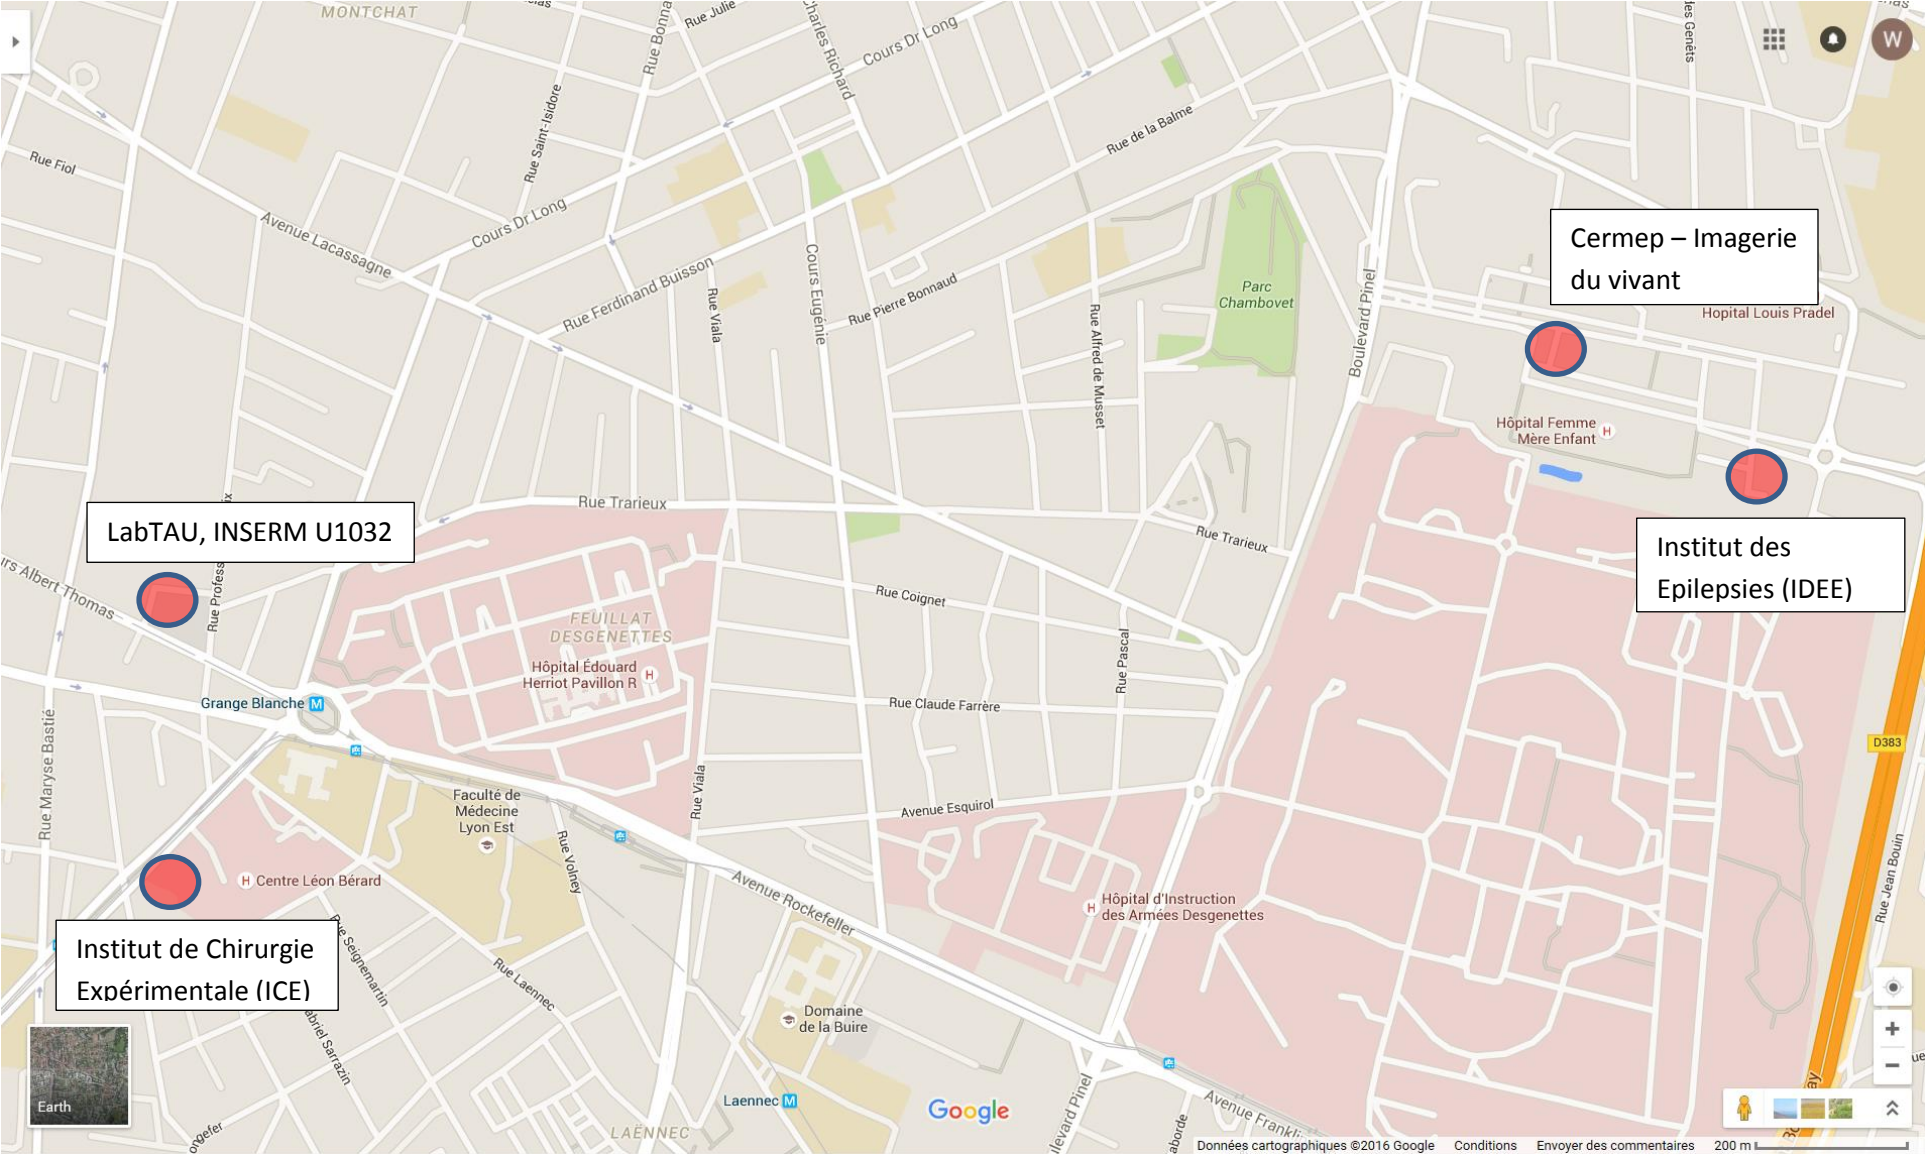 MONTCHAT
Rue Julie
Cours Dr Long
Rue Saint-Isidore
Rue Fiol
Rue de la Balme
Avenue Lacassagne
Cours Dr Long
Rue Ferdinand Buisson
Rue Viala
Cours Eugénie
Rue Pierre Bonnaud
Parc
Chambovet
Rue Alfred de Musset
Boulevard Pinel
W
Cermep – Imagerie
du vivant
Hopital Louis Pradel
Hôpital Femme
Mère Enfant
H
Institut des
Epilepsies (IDEE)
LabTAU, INSERM U1032
Rue Trarieux
Rue Trarieux
FEUILLAT
DESGENETTES
Hôpital Édouard
Herriot Pavillon R
H
Rue Coignet
Rue Pascal
Rue Claude Farrère
Grange Blanche M
Rue Maryse Bastié
D383
Faculté de
Médecine
Lyon Est
Rue Viala
Avenue Esquirol
Rue Volney
H Centre Léon Bérard
Avenue Rockefeller
H
Hôpital d'Instruction
des Armées Desgenettes
Rue Jean Bouin
Institut de Chirurgie
Expérimentale (ICE)
Rue Seignemartin
Rue Laennec
Domaine
de la Buire
Earth
Laennec M
LAËNNEC
Google
Données cartographiques ©2016 Google Conditions Envoyer des commentaires 200 m